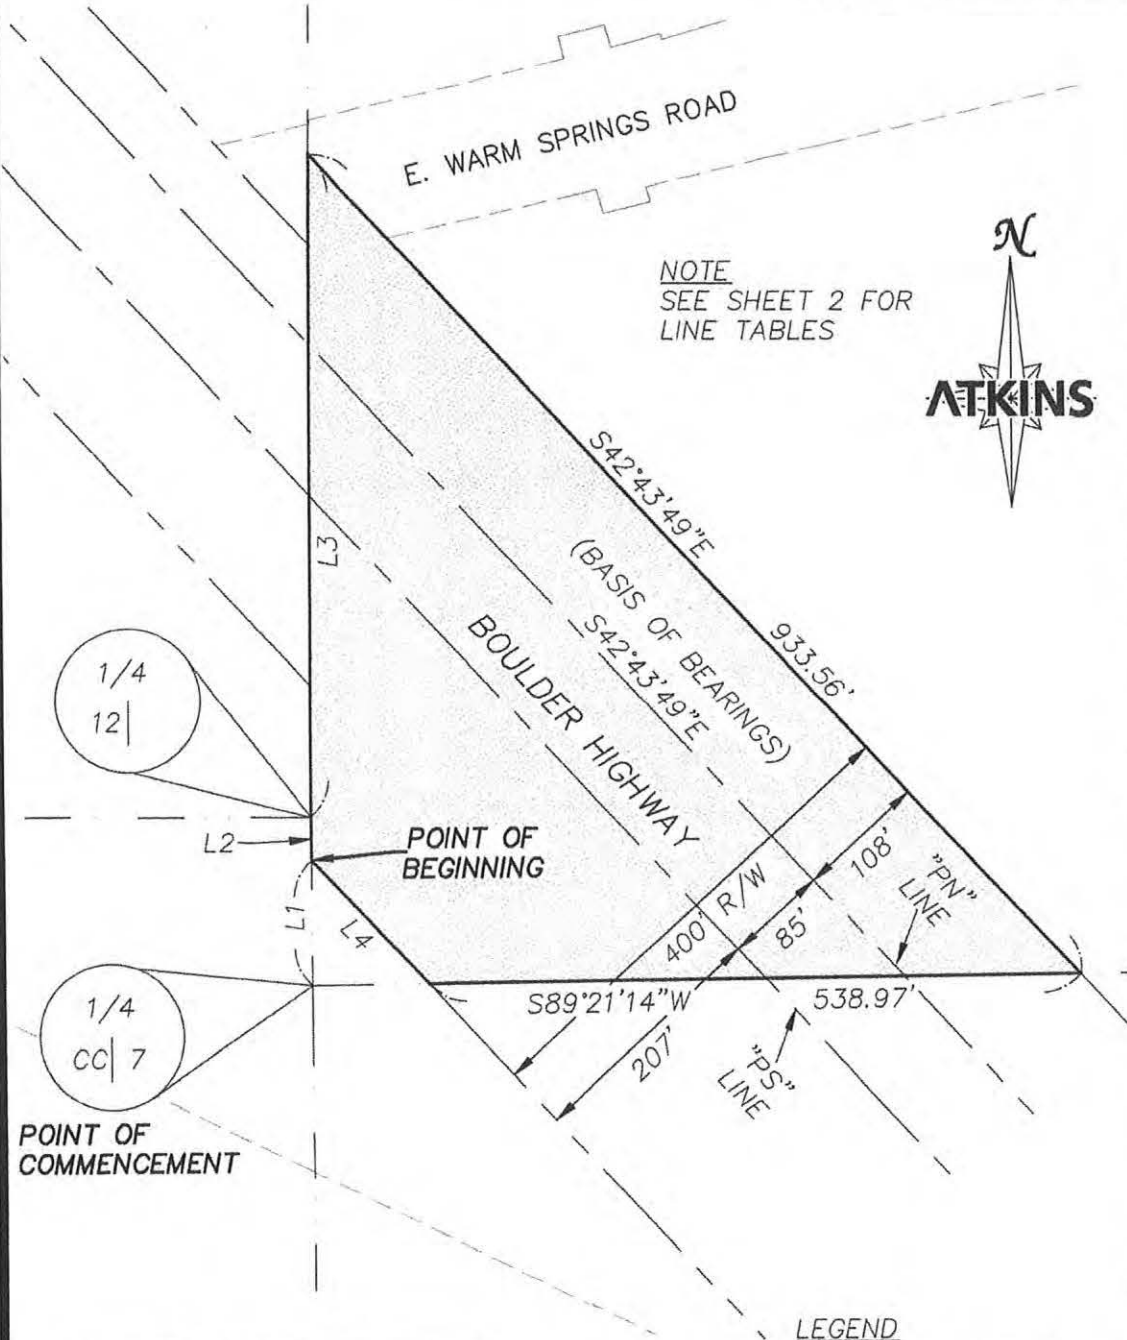 E. WARM SPRINGS ROAD
N
NOTE
SEE SHEET 2 FOR
LINE TABLES
ATKINS
S42°43'49"E
933.56'
(BASIS OF BEARINGS)
S42°43'49"E
L3
BOULDER HIGHWAY
1/4
12
L2
POINT OF
BEGINNING
L1
L4
400' R/W
85'
108'
"PN"
LINE
S89°21'14"W
538.97'
207'
"PS"
LINE
1/4
CC 7
POINT OF
COMMENCEMENT
LEGEND